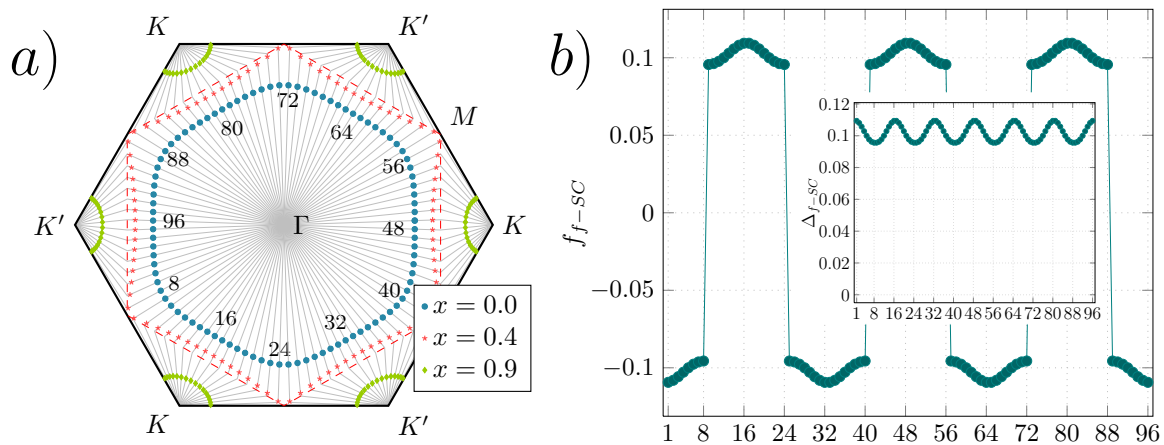 a)
K
K′
M
K′
Γ
K
K
K′
72
80
64
88
56
96
48
8
40
16
32
24
x = 0.0
x = 0.4
x = 0.9
b)
f f−SC
0.1
0.05
0
−0.05
−0.1
1 8 16 24 32 40 48 56 64 72 80 88 96
Δ f−SC
0.12
0.1
0.08
0.06
0.04
0.02
0
1 8 16 24 32 40 48 56 64 72 80 88 96